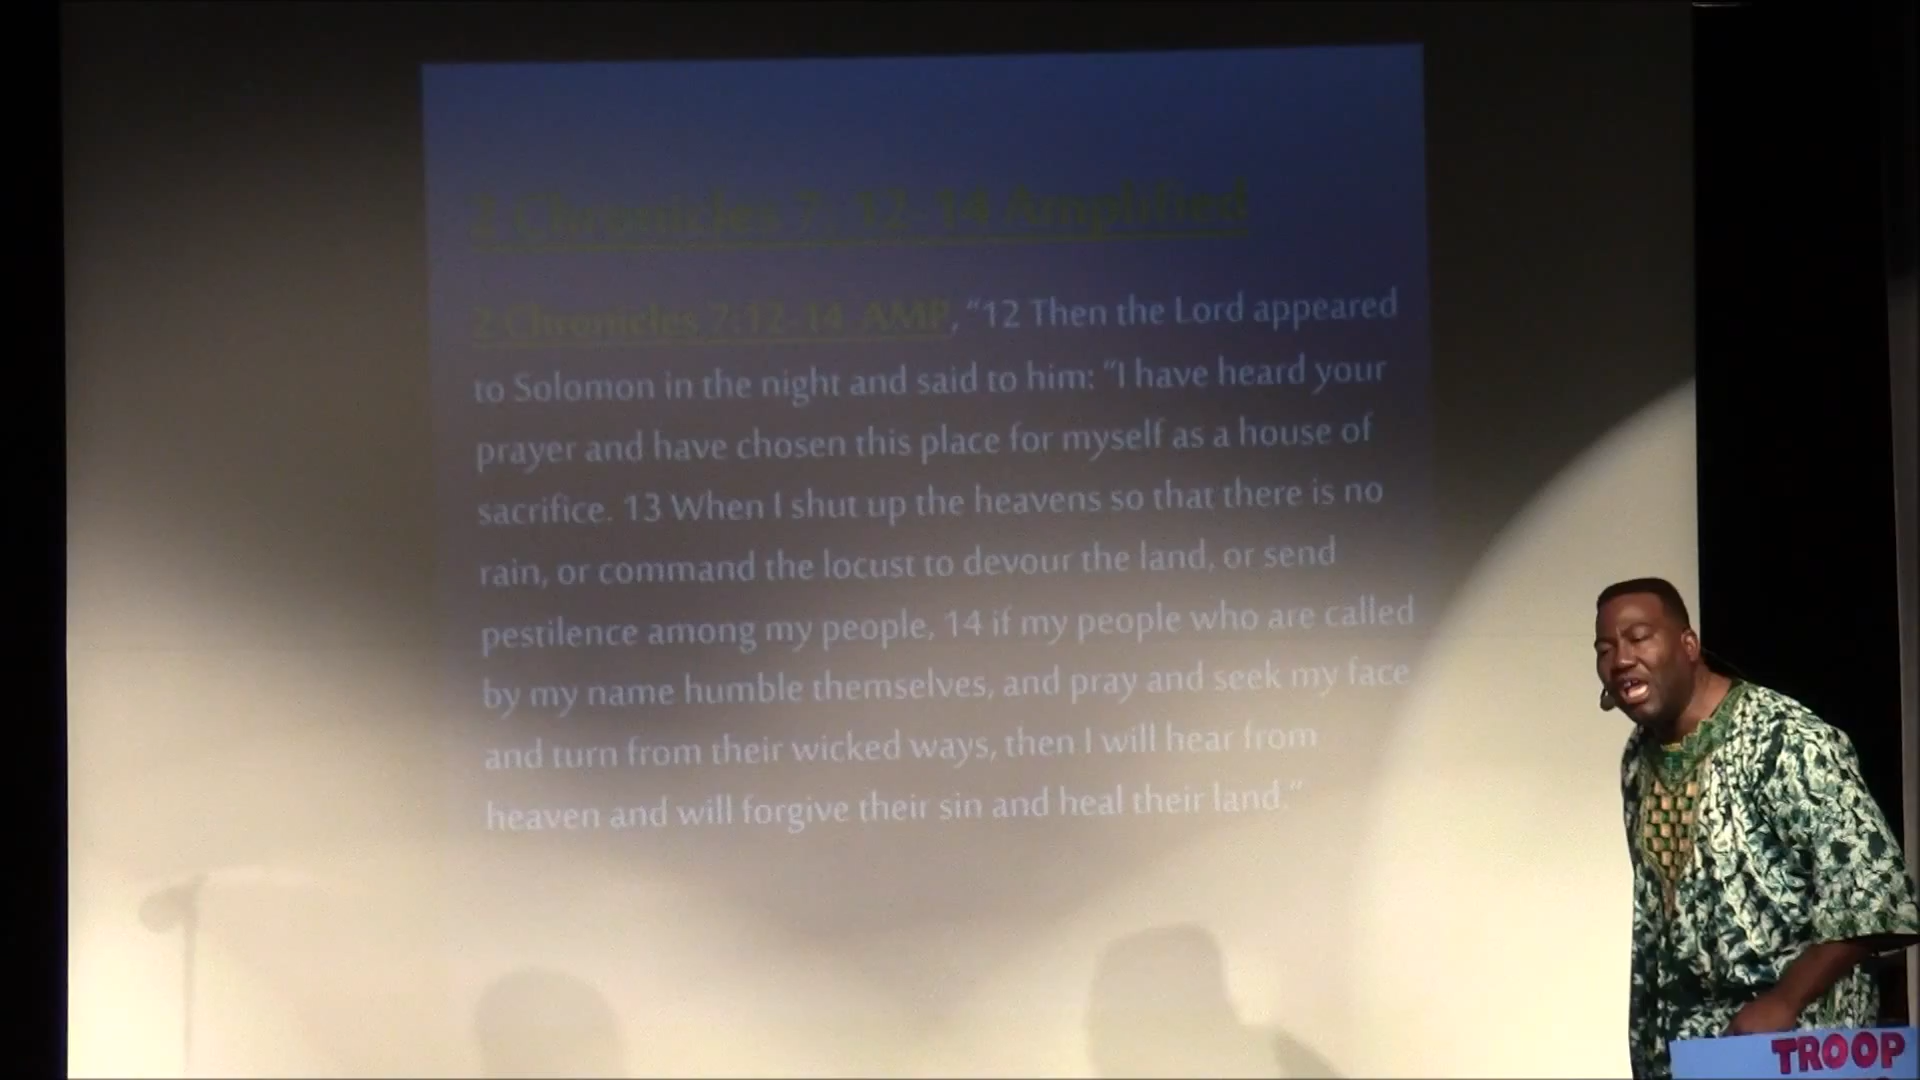 2 Chronicles 7: 12-14 Amplified
2 Chronicles 7:12-14 AMP, “12 Then the Lord appeared
to Solomon in the night and said to him: “I have heard your
prayer and have chosen this place for myself as a house of
sacrifice. 13 When I shut up the heavens so that there is no
rain, or command the locust to devour the land, or send
pestilence among my people, 14 if my people who are called
by my name humble themselves, and pray and seek my face
and turn from their wicked ways, then I will hear from
heaven and will forgive their sin and heal their land.”
TROOP